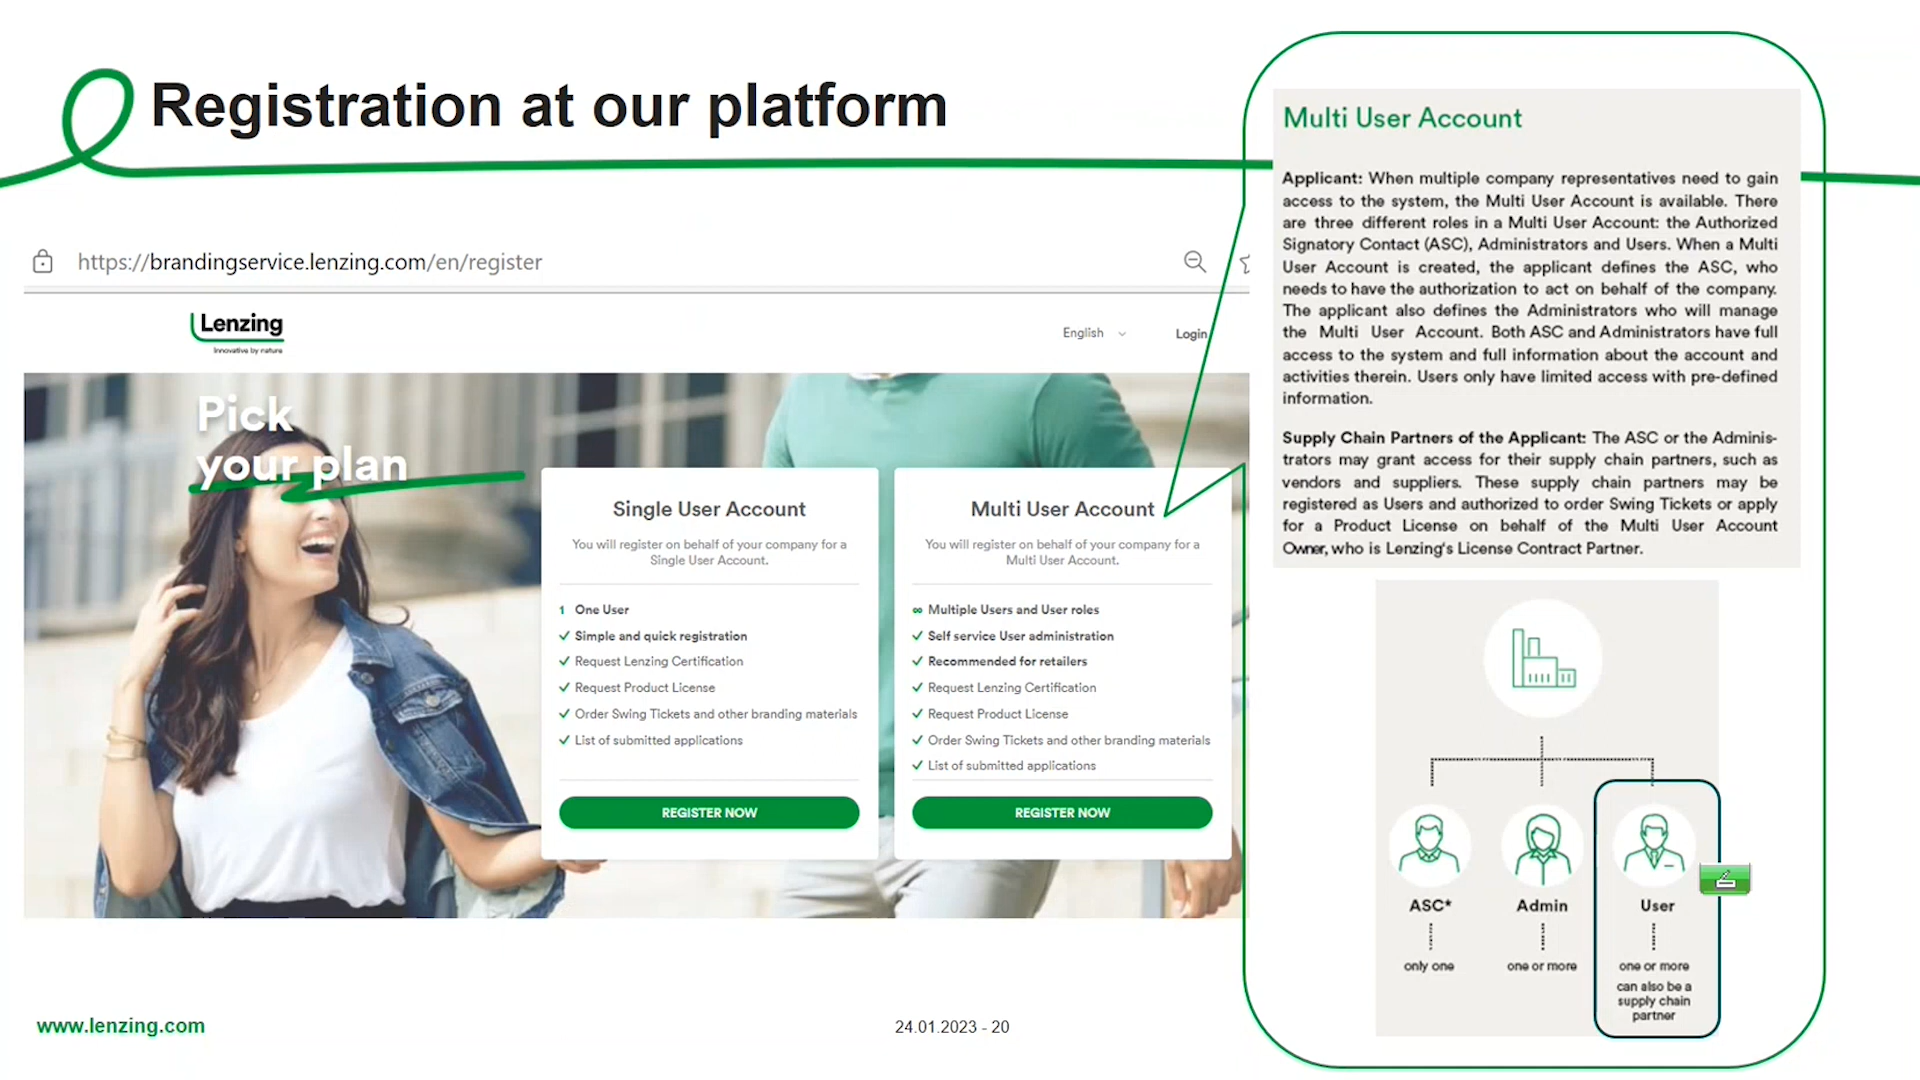 Registration at our platform
https://brandingservice.lenzing.com/en/register
Lenzing
Innovative by nature
English
Login
Pick
your plan
Single User Account
You will register on behalf of your company for a
Single User Account.
1 One User
✓ Simple and quick registration
✓ Request Lenzing Certification
✓ Request Product License
✓ Order Swing Tickets and other branding materials
✓ List of submitted applications
REGISTER NOW
Multi User Account
You will register on behalf of your company for a
Multi User Account.
∞ Multiple Users and User roles
✓ Self service User administration
✓ Recommended for retailers
✓ Request Lenzing Certification
✓ Request Product License
✓ Order Swing Tickets and other branding materials
✓ List of submitted applications
REGISTER NOW
Multi User Account
Applicant: When multiple company representatives need to gain
access to the system, the Multi User Account is available. There
are three different roles in a Multi User Account: the Authorized
Signatory Contact (ASC), Administrators and Users. When a Multi
User Account is created, the applicant defines the ASC, who
needs to have the authorization to act on behalf of the company.
The applicant also defines the Administrators who will manage
the Multi User Account. Both ASC and Administrators have full
access to the system and full information about the account and
activities therein. Users only have limited access with pre-defined
information.
Supply Chain Partners of the Applicant: The ASC or the Adminis-
trators may grant access for their supply chain partners, such as
vendors and suppliers. These supply chain partners may be
registered as Users and authorized to order Swing Tickets or apply
for a Product License on behalf of the Multi User Account
Owner, who is Lenzing's License Contract Partner.
ASC*
only one
Admin
one or more
User
one or more
can also be a
supply chain
partner
www.lenzing.com
24.01.2023 - 20